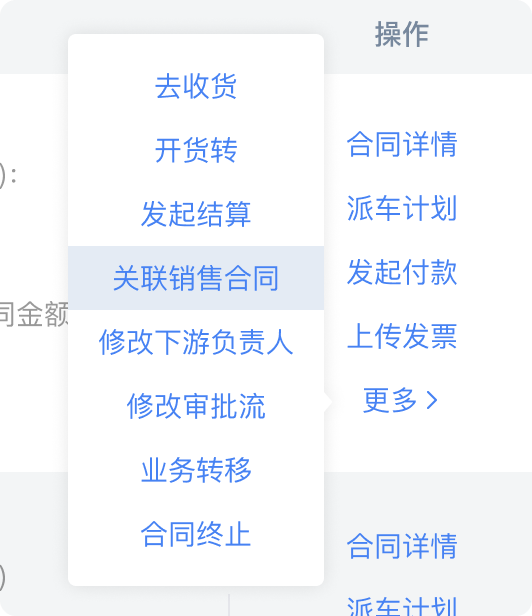 操作
去收货
开货转
发起结算
关联销售合同
修改下游负责人
修改审批流
业务转移
合同终止
合同详情
派车计划
发起付款
上传发票
更多
):
同金额
)
合同详情
派车计划